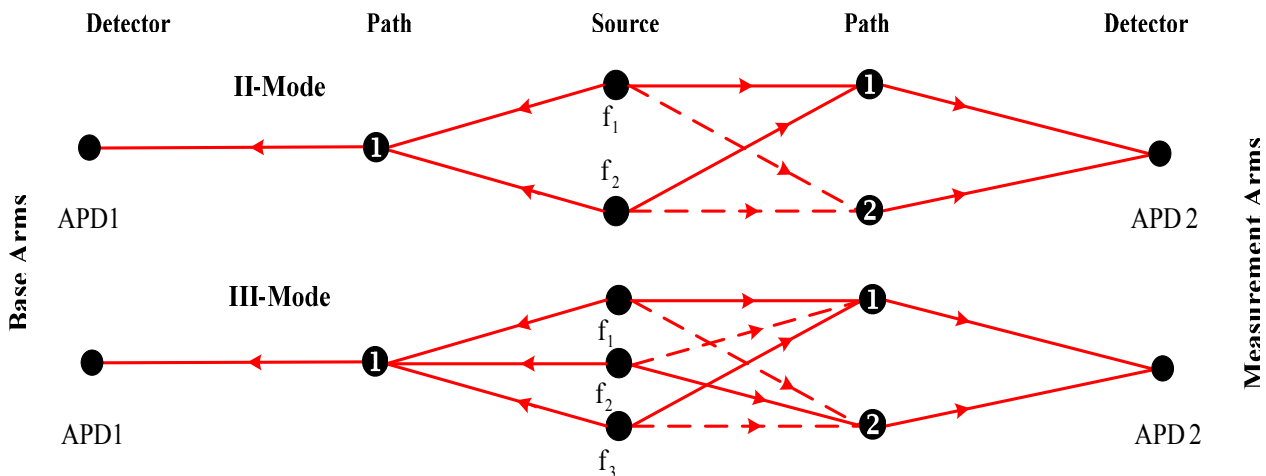 Detector Path Source Path Detector
II-Mode
1
f1
f2
1
2
APD1
APD 2
Base Arms
Measurement Arms
III-Mode
1
f1
f2
f3
1
2
APD1
APD 2